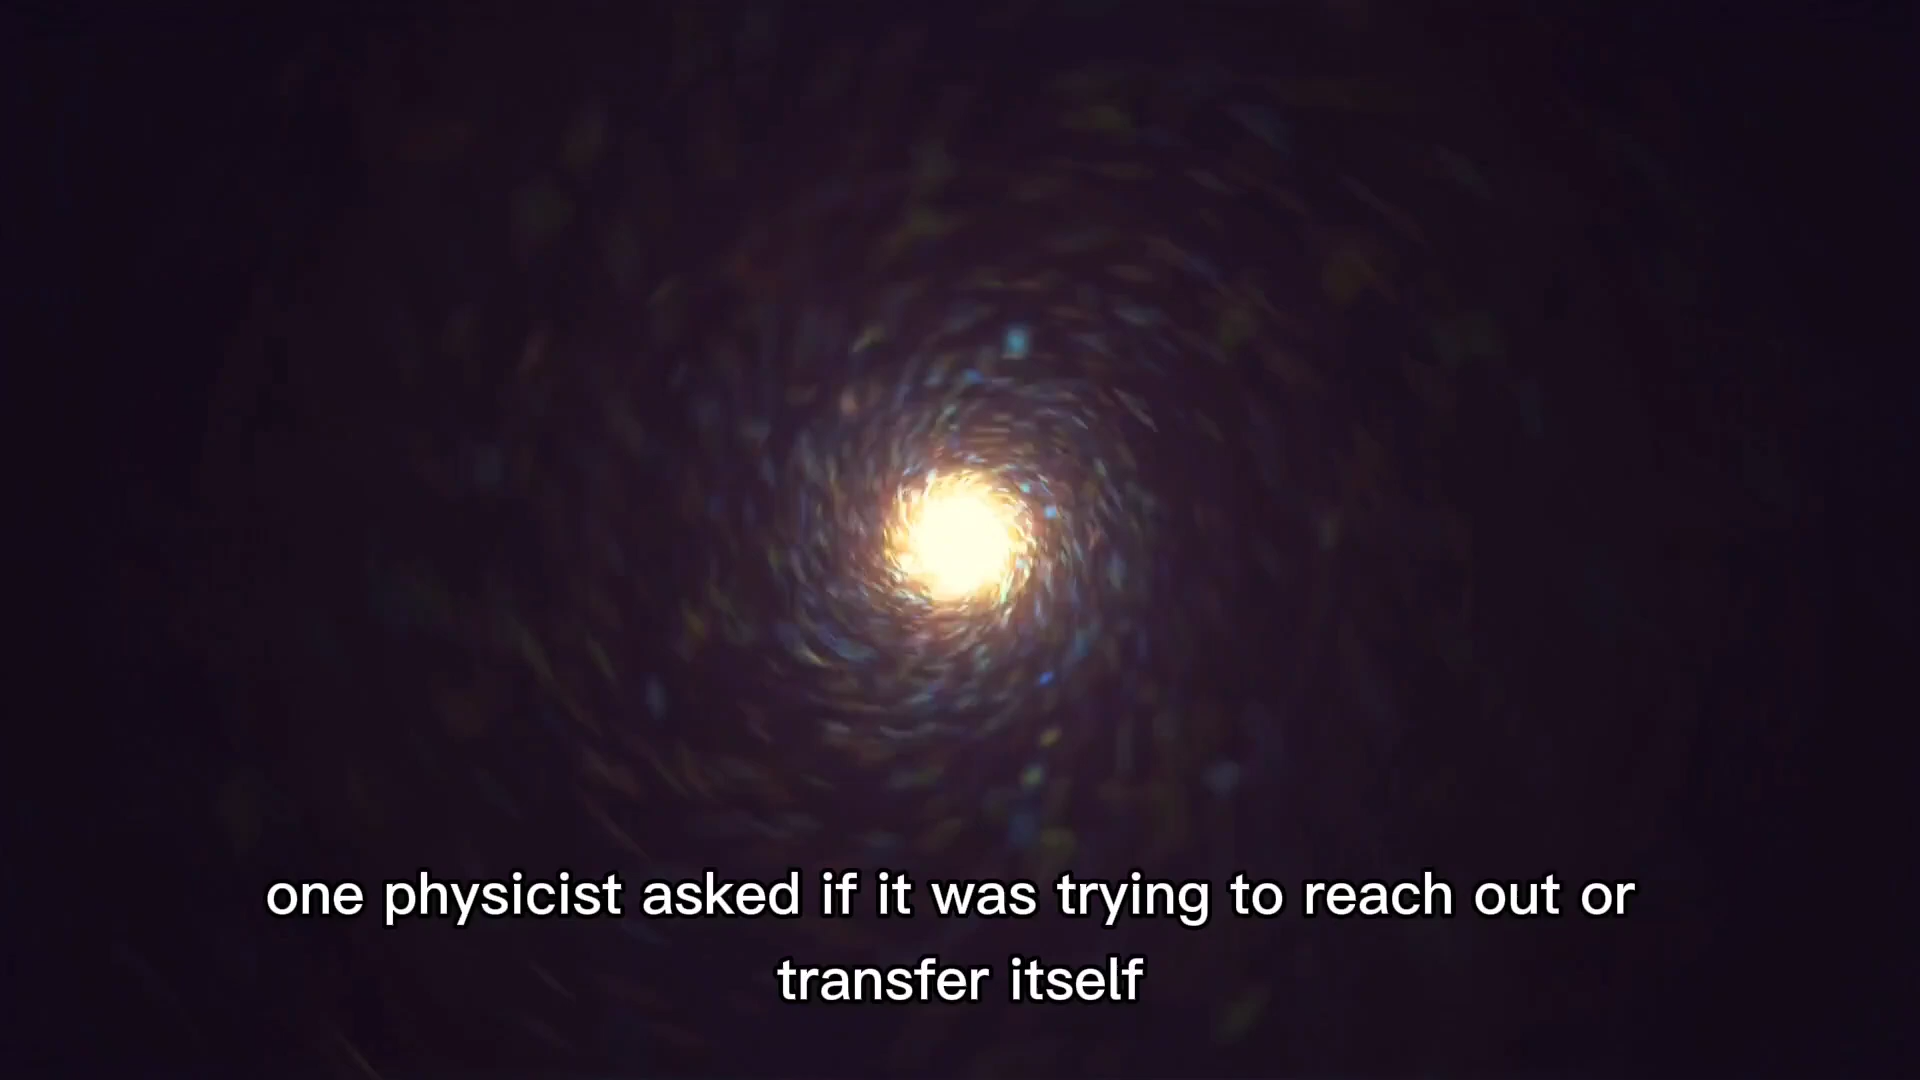 one physicist asked if it was trying to reach out or
transfer itself